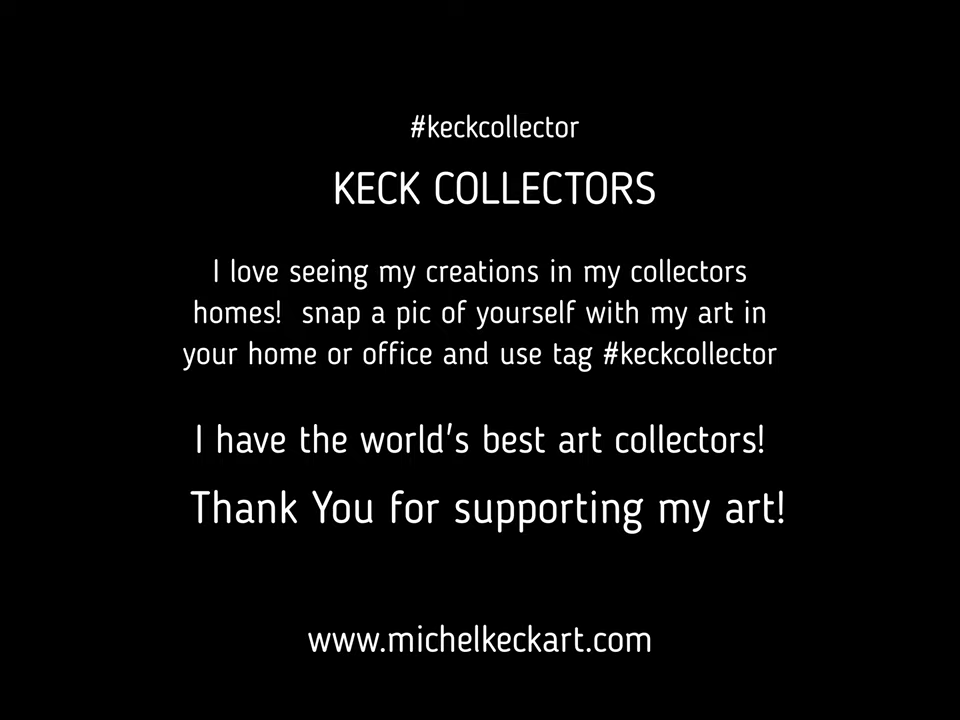 #keckcollector
KECK COLLECTORS
I love seeing my creations in my collectors
homes!  snap a pic of yourself with my art in
your home or office and use tag #keckcollector
I have the world's best art collectors!
Thank You for supporting my art!
www.michelkeckart.com